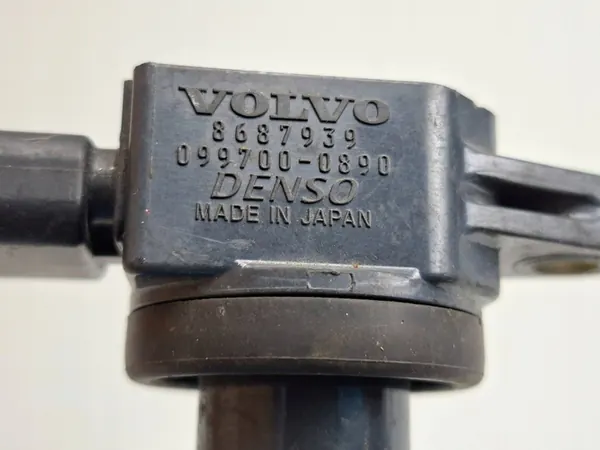 VOLVO
8687939
099700-0890
DENSO
MADE IN JAPAN